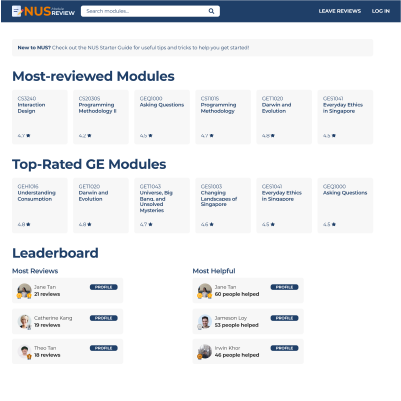 NUS MODULE REVIEW
Search modules...
LEAVE REVIEWS
LOG IN
New to NUS? Check out the NUS Starter Guide for useful tips and tricks to help you get started!
Most-reviewed Modules
CS3240
Interaction
Design
4.7 ★
CS2030S
Programming
Methodology II
4.2 ★
GEQ1000
Asking Questions
4.5 ★
CS1101S
Programming
Methodology
4.7 ★
GET1020
Darwin and
Evolution
4.8 ★
GES1041
Everyday Ethics
in Singapore
4.5 ★
Top-Rated GE Modules
GEH1016
Understanding
Consumption
4.8 ★
GET1020
Darwin and
Evolution
4.8 ★
GET1043
Universe, Big
Bang, and
Unsolved
Mysteries
4.7 ★
GES1003
Changing
Landscapes of
Singapore
4.6 ★
GES1041
Everyday Ethics
in Singapore
4.5 ★
GEQ1000
Asking Questions
4.5 ★
Leaderboard
Most Reviews
Jane Tan
21 reviews
PROFILE
Catherine Kang
19 reviews
PROFILE
Theo Tan
18 reviews
PROFILE
Most Helpful
Jane Tan
60 people helped
PROFILE
Jameson Loy
53 people helped
PROFILE
Irwin Khor
46 people helped
PROFILE